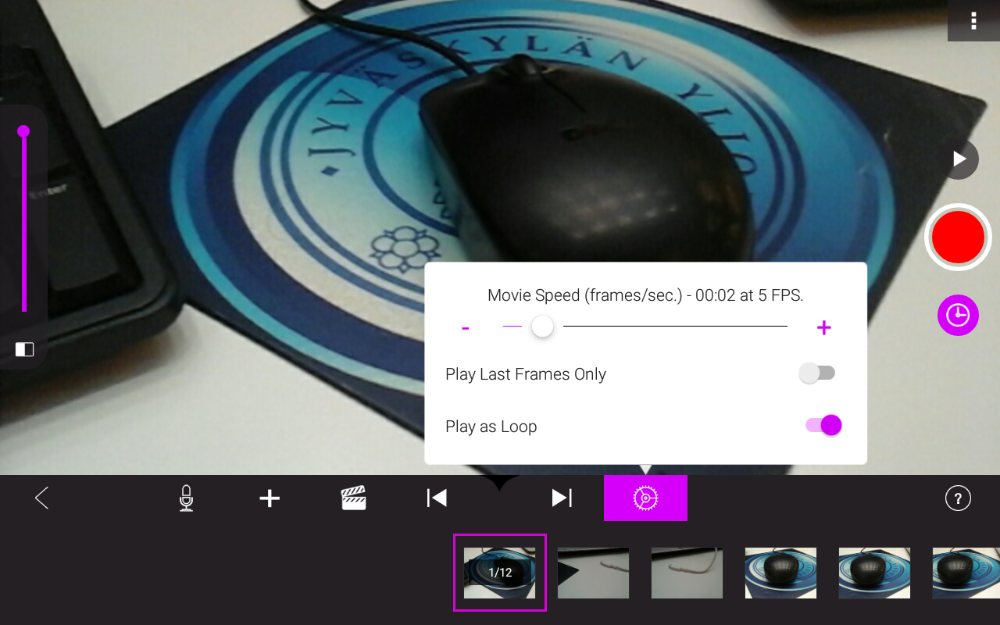 JYVÄSKYLÄN YLIO
Enter
Movie Speed (frames/sec.) - 00:02 at 5 FPS.
- +
Play Last Frames Only
Play as Loop
?
1/12